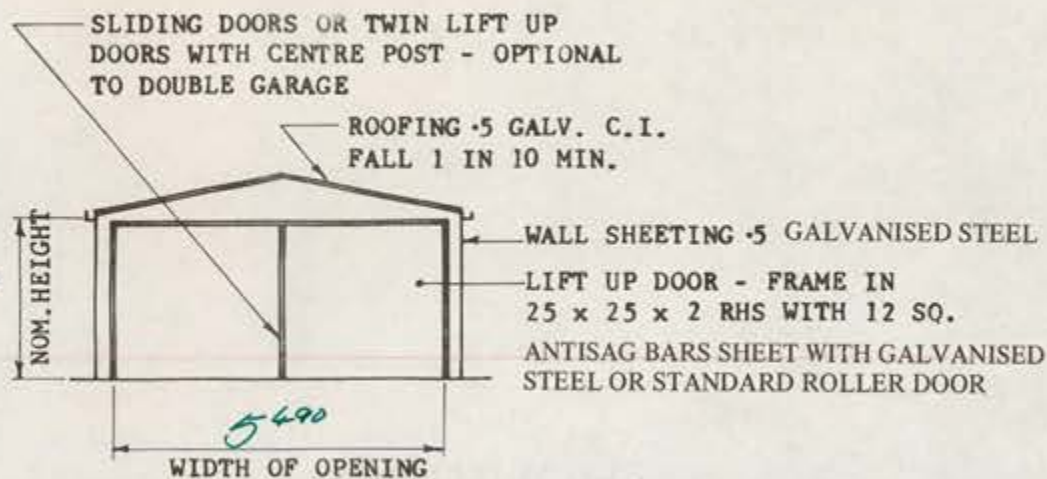 SLIDING DOORS OR TWIN LIFT UP
DOORS WITH CENTRE POST - OPTIONAL
TO DOUBLE GARAGE
ROOFING ·5 GALV. C.I.
FALL 1 IN 10 MIN.
NOM. HEIGHT
WALL SHEETING ·5 GALVANISED STEEL
LIFT UP DOOR - FRAME IN
25 x 25 x 2 RHS WITH 12 SQ.
ANTISAG BARS SHEET WITH GALVANISED
STEEL OR STANDARD ROLLER DOOR
5490
WIDTH OF OPENING